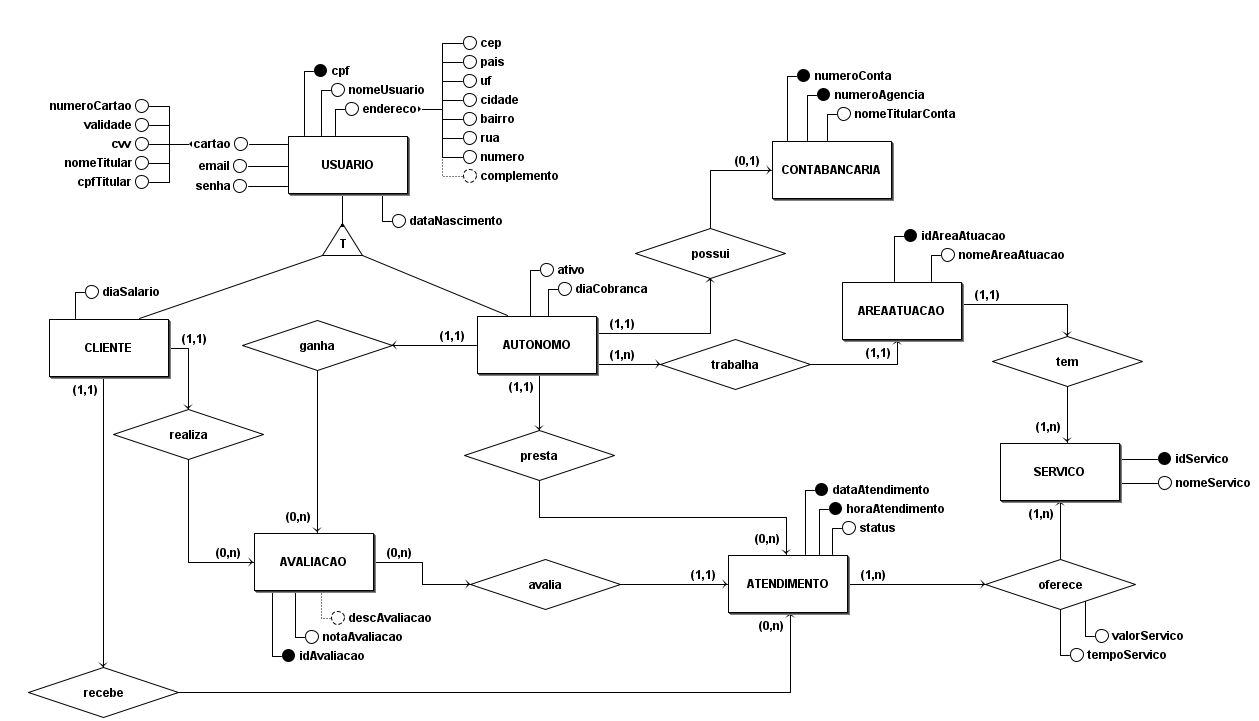 cep
cpf
pais
numeroConta
nomeUsuario
uf
numeroAgencia
numeroCartao
endereco
cidade
nomeTitularConta
validade
bairro
cvv
cartao
rua
nomeTitular
email
USUARIO
numero
(0,1)
CONTABANCARIA
cpfTitular
senha
complemento
dataNascimento
idAreaAtuacao
T
possui
nomeAreaAtuacao
ativo
diaSalario
diaCobranca
(1,1)
AREAATUACAO
(1,1)
(1,1)
(1,1)
CLIENTE
ganha
AUTONOMO
(1,n)
trabalha
(1,1)
tem
(1,1)
(1,1)
(1,n)
realiza
presta
idServico
SERVICO
nomeServico
dataAtendimento
horaAtendimento
(1,n)
(0,n)
status
(0,n)
(0,n)
(0,n)
AVALIACAO
(1,1)
(1,n)
avalia
ATENDIMENTO
oferece
descAvaliacao
(0,n)
notaAvaliacao
valorServico
idAvaliacao
tempoServico
recebe